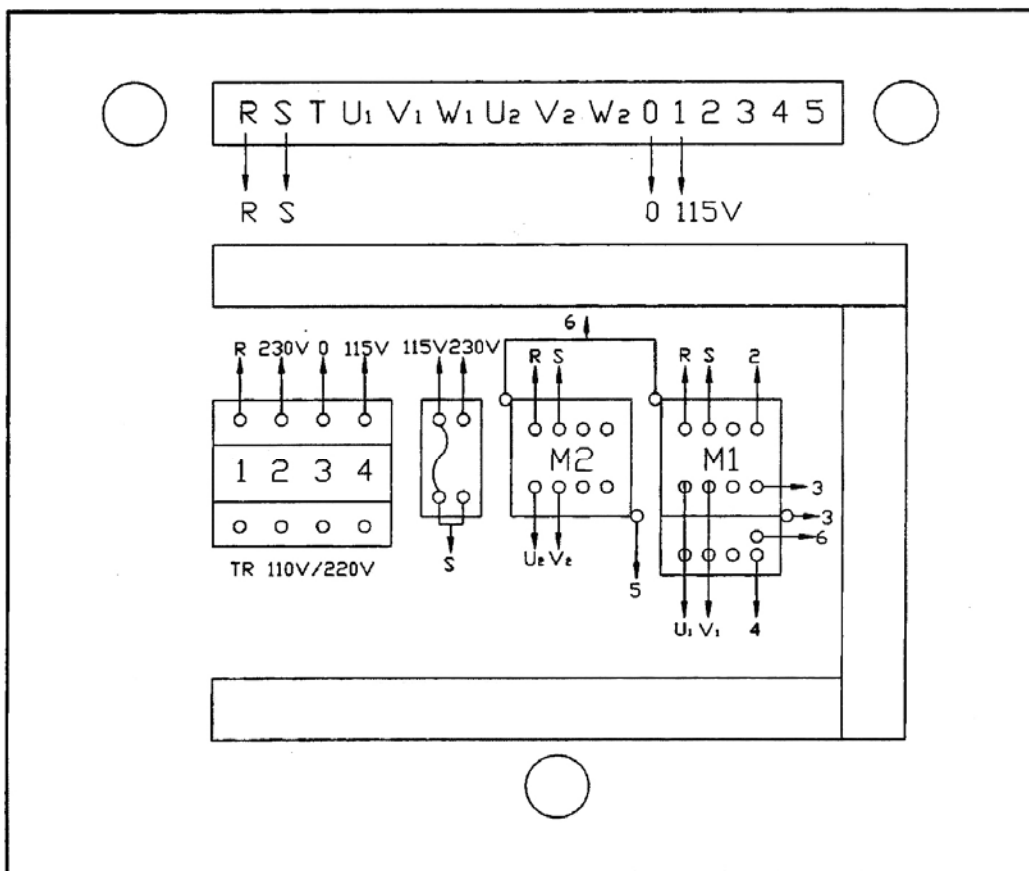 R S T U1 V1 W1 U2 V2 W2 0 1 2 3 4 5
R S 0 115V
6
R 230V 0 115V 115V 230V R S R S 2
1 2 3 4 M2 M1
3
3
6
TR 110V/220V S U2 V2
5
U1 V1 4